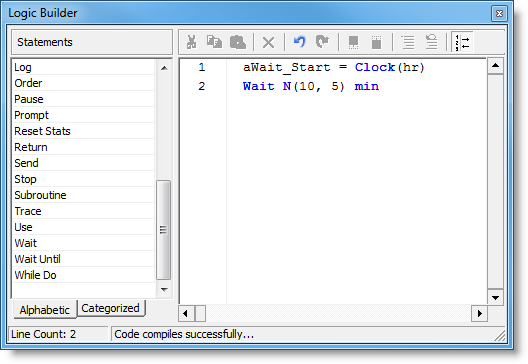 Logic Builder
Statements
Log
Order
Pause
Prompt
Reset Stats
Return
Send
Stop
Subroutine
Trace
Use
Wait
Wait Until
While Do
Alphabetic Categorized
1 aWait_Start = Clock(hr)
2 Wait N(10, 5) min
Line Count: 2 Code compiles successfully...